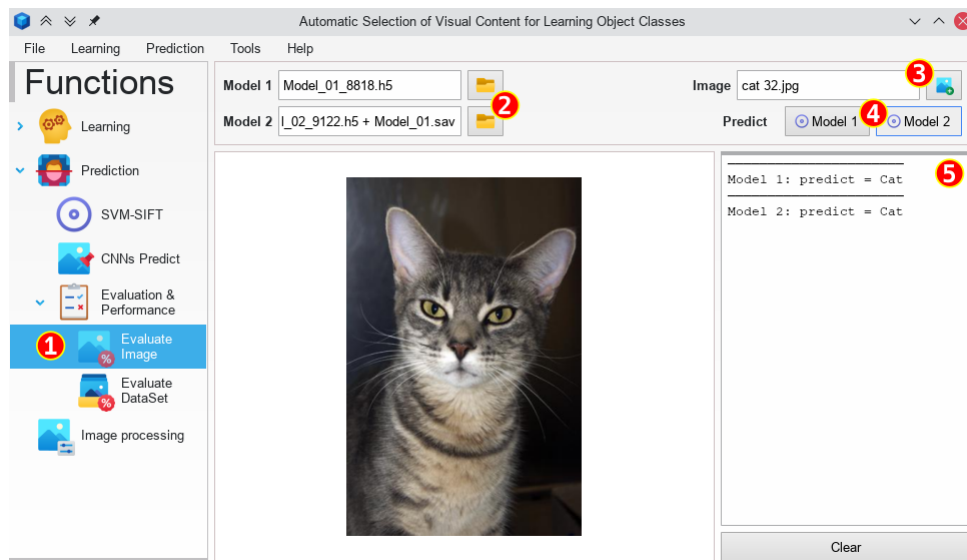 Automatic Selection of Visual Content for Learning Object Classes
File Learning Prediction Tools Help
Functions
Learning
Prediction
SVM-SIFT
CNNs Predict
Evaluation &
Performance
1
Evaluate
Image
%
Evaluate
DataSet
%
Image processing
Model 1 Model_01_8818.h5
Model 2 l_02_9122.h5 + Model_01.sav
2
Image cat 32.jpg
3
Predict Model 1 Model 2
4
5
Model 1: predict = Cat
Model 2: predict = Cat
Clear